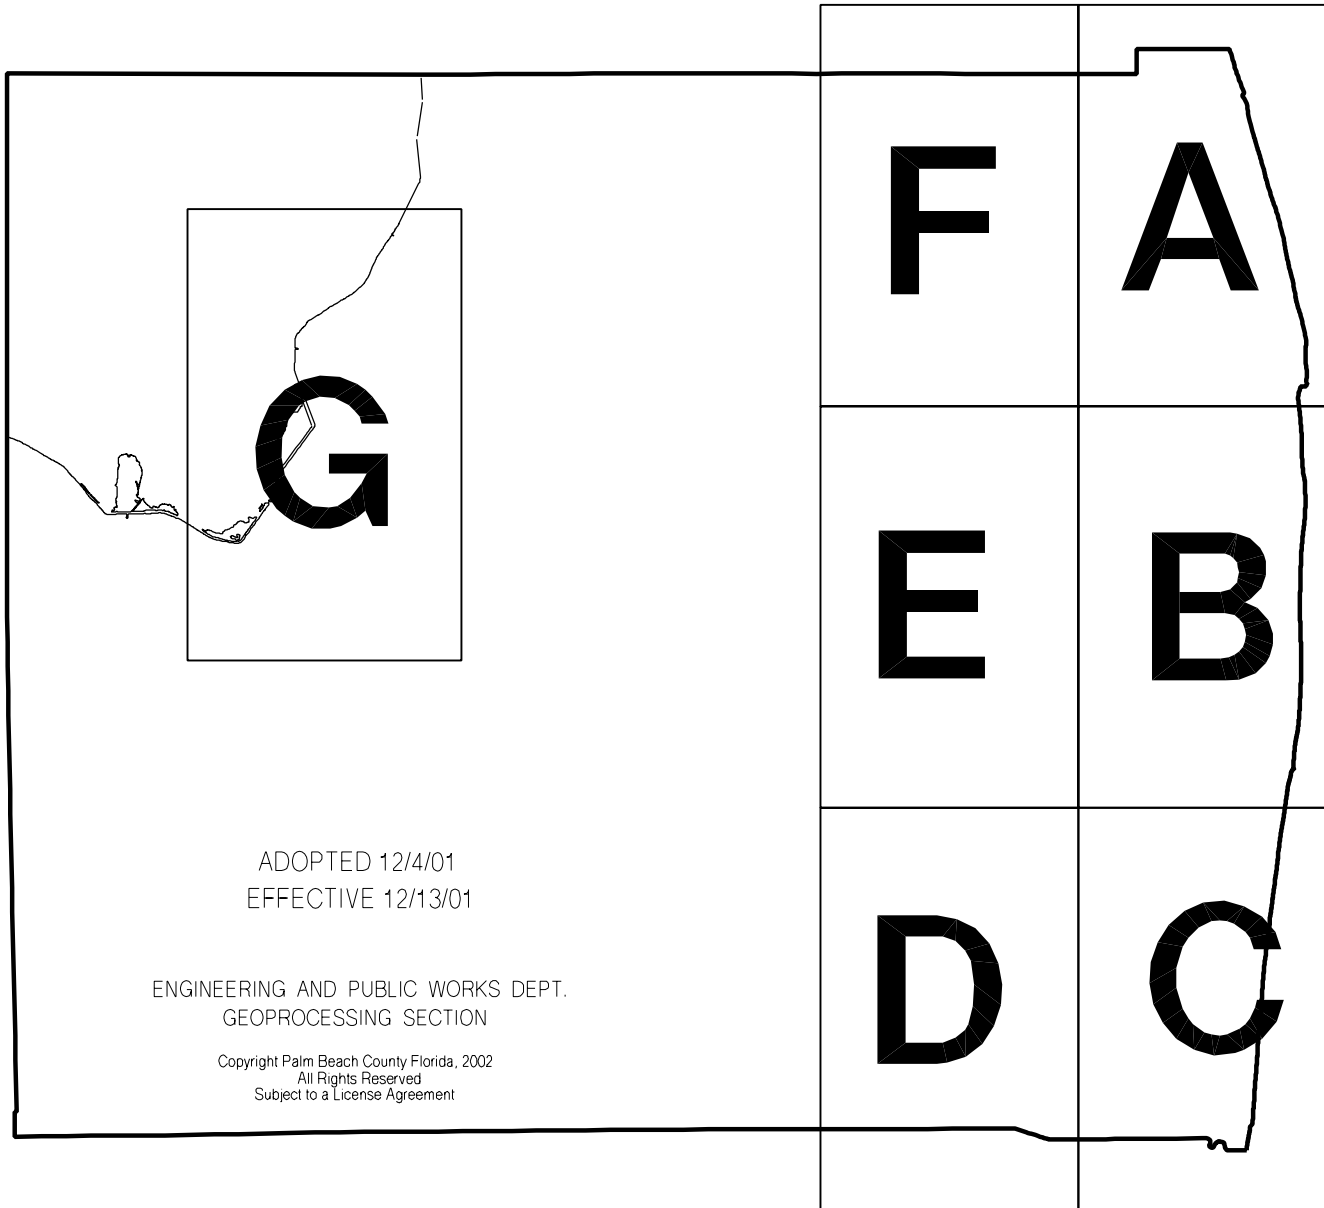 F A
G
E B
ADOPTED 12/4/01
EFFECTIVE 12/13/01
D C
ENGINEERING AND PUBLIC WORKS DEPT.
GEOPROCESSING SECTION
Copyright Palm Beach County Florida, 2002
All Rights Reserved
Subject to a License Agreement